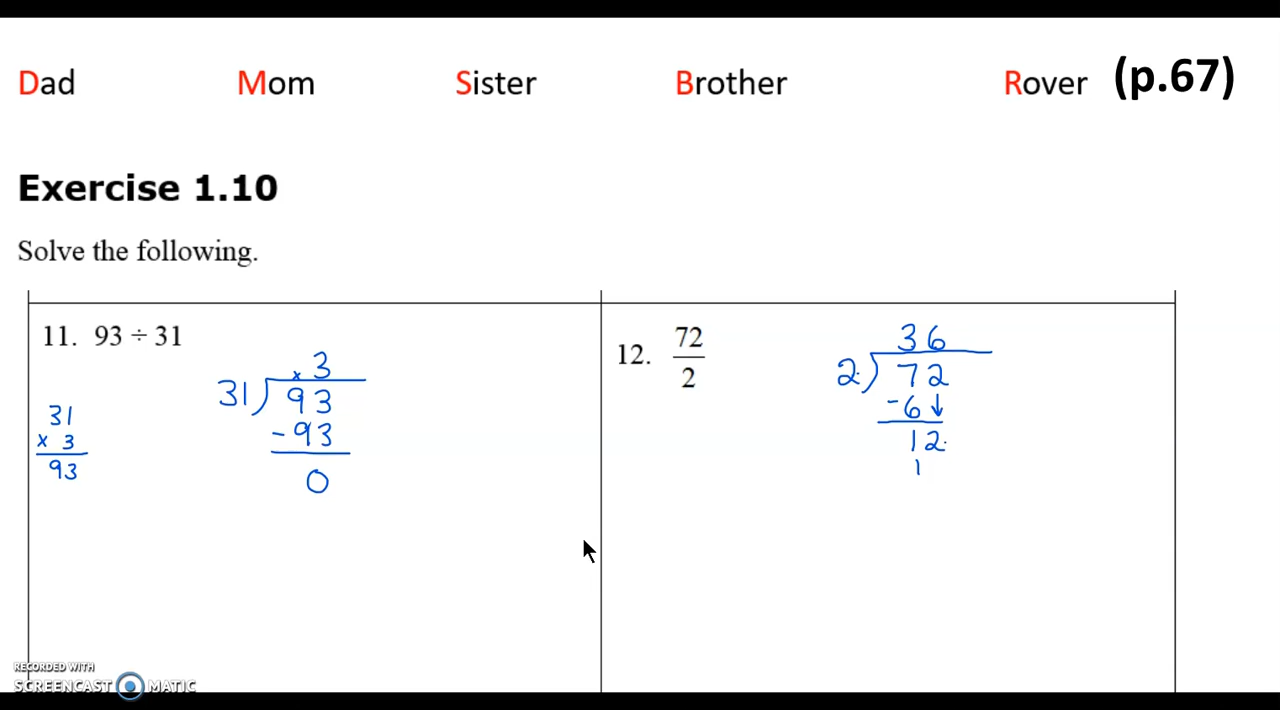 Dad Mom Sister Brother Rover (p.67)
Exercise 1.10
Solve the following.
11. 93 ÷ 31
x 3
31 ) 93
-93
0
31
x 3
93
12. 72
2
36
2. ) 72
-6↓
12.
1
RECORDED WITH
SCREENCAST MATIC